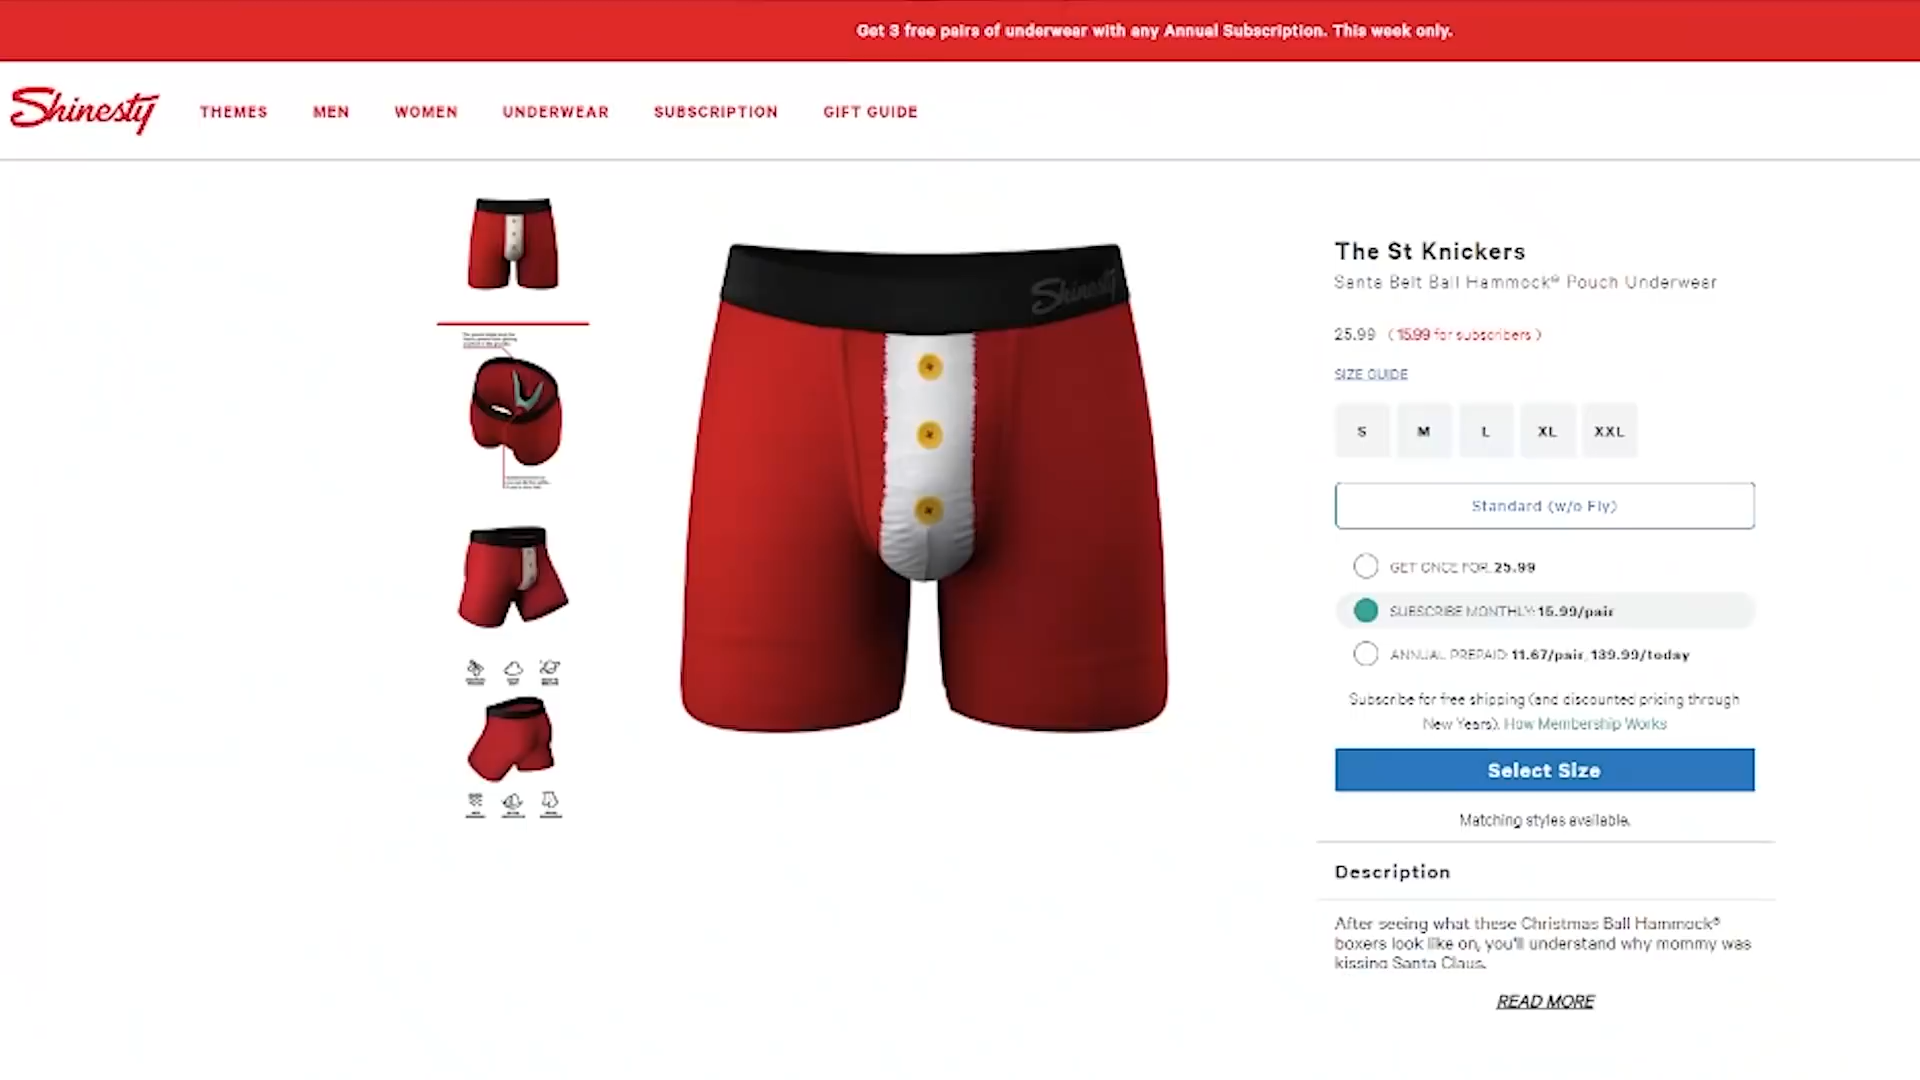 Get 3 free pairs of underwear with any Annual Subscription. This week only.
Shinesty
THEMES
MEN
WOMEN
UNDERWEAR
SUBSCRIPTION
GIFT GUIDE
Shinesty
The St Knickers
Santa Belt Ball Hammock® Pouch Underwear
25.99 (15.99 for subscribers)
SIZE GUIDE
S
M
L
XL
XXL
Standard (w/o Fly)
GET ONCE FOR: 25.99
SUBSCRIBE MONTHLY: 15.99/pair
ANNUAL PREPAID: 11.67/pair, 139.99/today
Subscribe for free shipping (and discounted pricing through
New Years). How Membership Works
Select Size
Matching styles available.
Description
After seeing what these Christmas Ball Hammock®
boxers look like on, you'll understand why mommy was
kissing Santa Claus.
READ MORE